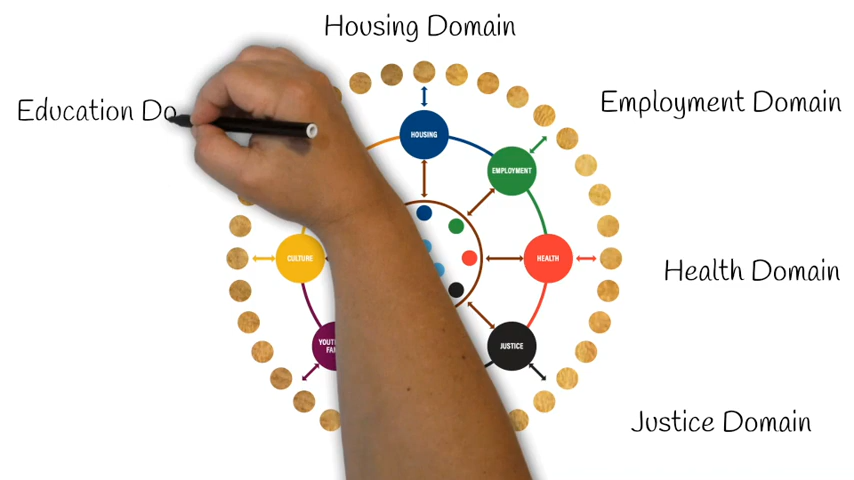 Housing Domain
Education Do
Employment Domain
HOUSING
EMPLOYMENT
CULTURE
HEALTH
Health Domain
JUSTICE
Justice Domain